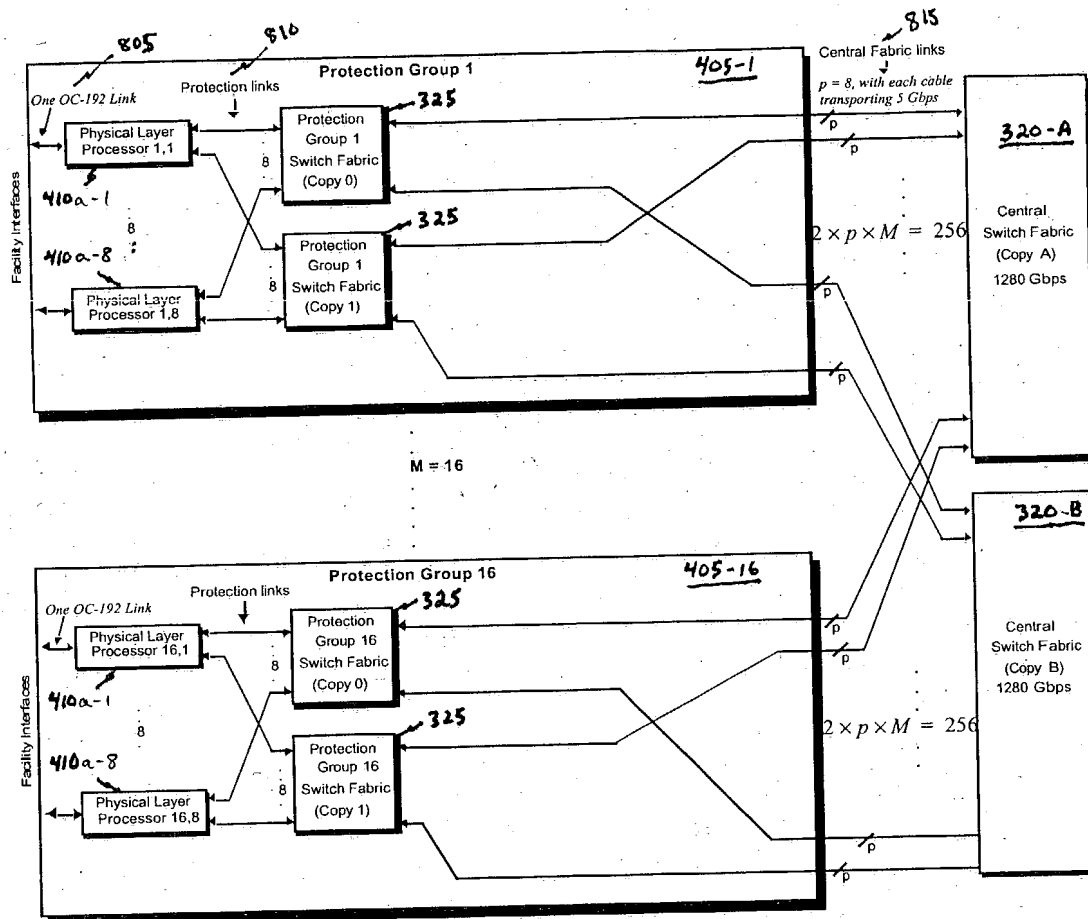 805
810
815
Central Fabric links
Protection Group 1
405-1
One OC-192 Link
Protection links
325
p = 8, with each cable
transporting 5 Gbps
Physical Layer
Processor 1,1
Protection
Group 1
Switch Fabric
(Copy 0)
8
p
p
320-A
410a-1
325
Facility Interfaces
8
410a-8
Protection
Group 1
Switch Fabric
(Copy 1)
8
2 × p × M = 256
Central
Switch Fabric
(Copy A)
1280 Gbps
Physical Layer
Processor 1,8
p
p
M = 16
320-B
Protection Group 16
405-16
One OC-192 Link
Protection links
325
Physical Layer
Processor 16,1
Protection
Group 16
Switch Fabric
(Copy 0)
8
p
p
Central
Switch Fabric
(Copy B)
1280 Gbps
410a-1
325
Facility Interfaces
8
410a-8
Protection
Group 16
Switch Fabric
(Copy 1)
8
2 × p × M = 256
Physical Layer
Processor 16,8
p
p